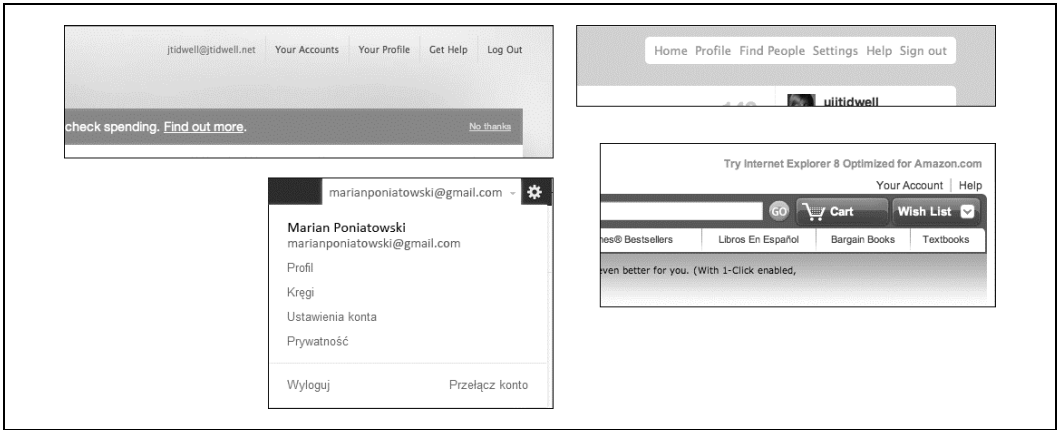 jtidwell@jtidwell.net Your Accounts Your Profile Get Help Log Out
check spending. Find out more. No thanks
Home Profile Find People Settings Help Sign out
ujitidwell
marianponiatowski@gmail.com
Marian Poniatowski
marianponiatowski@gmail.com
Profil
Kręgi
Ustawienia konta
Prywatność
Wyloguj Przełącz konto
Try Internet Explorer 8 Optimized for Amazon.com
Your Account | Help
GO Cart Wish List
mes® Bestsellers Libros En Español Bargain Books Textbooks
even better for you. (With 1-Click enabled,